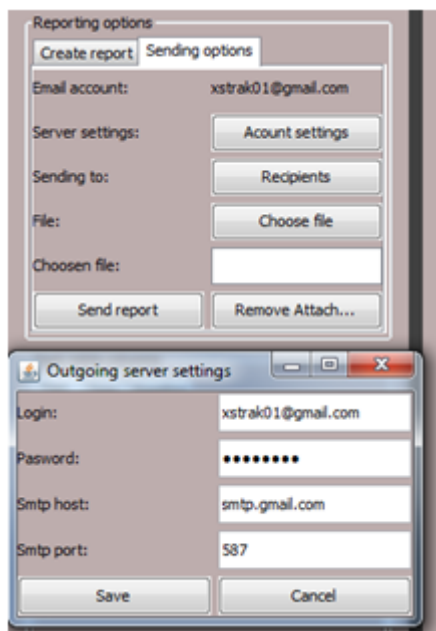 Reporting options
Create report Sending options
Email account: xstrak01@gmail.com
Server settings: Acount settings
Sending to: Recipients
File: Choose file
Choosen file:
Send report Remove Attach...
Outgoing server settings
Login: xstrak01@gmail.com
Pasword: ••••••••
Smtp host: smtp.gmail.com
Smtp port: 587
Save Cancel